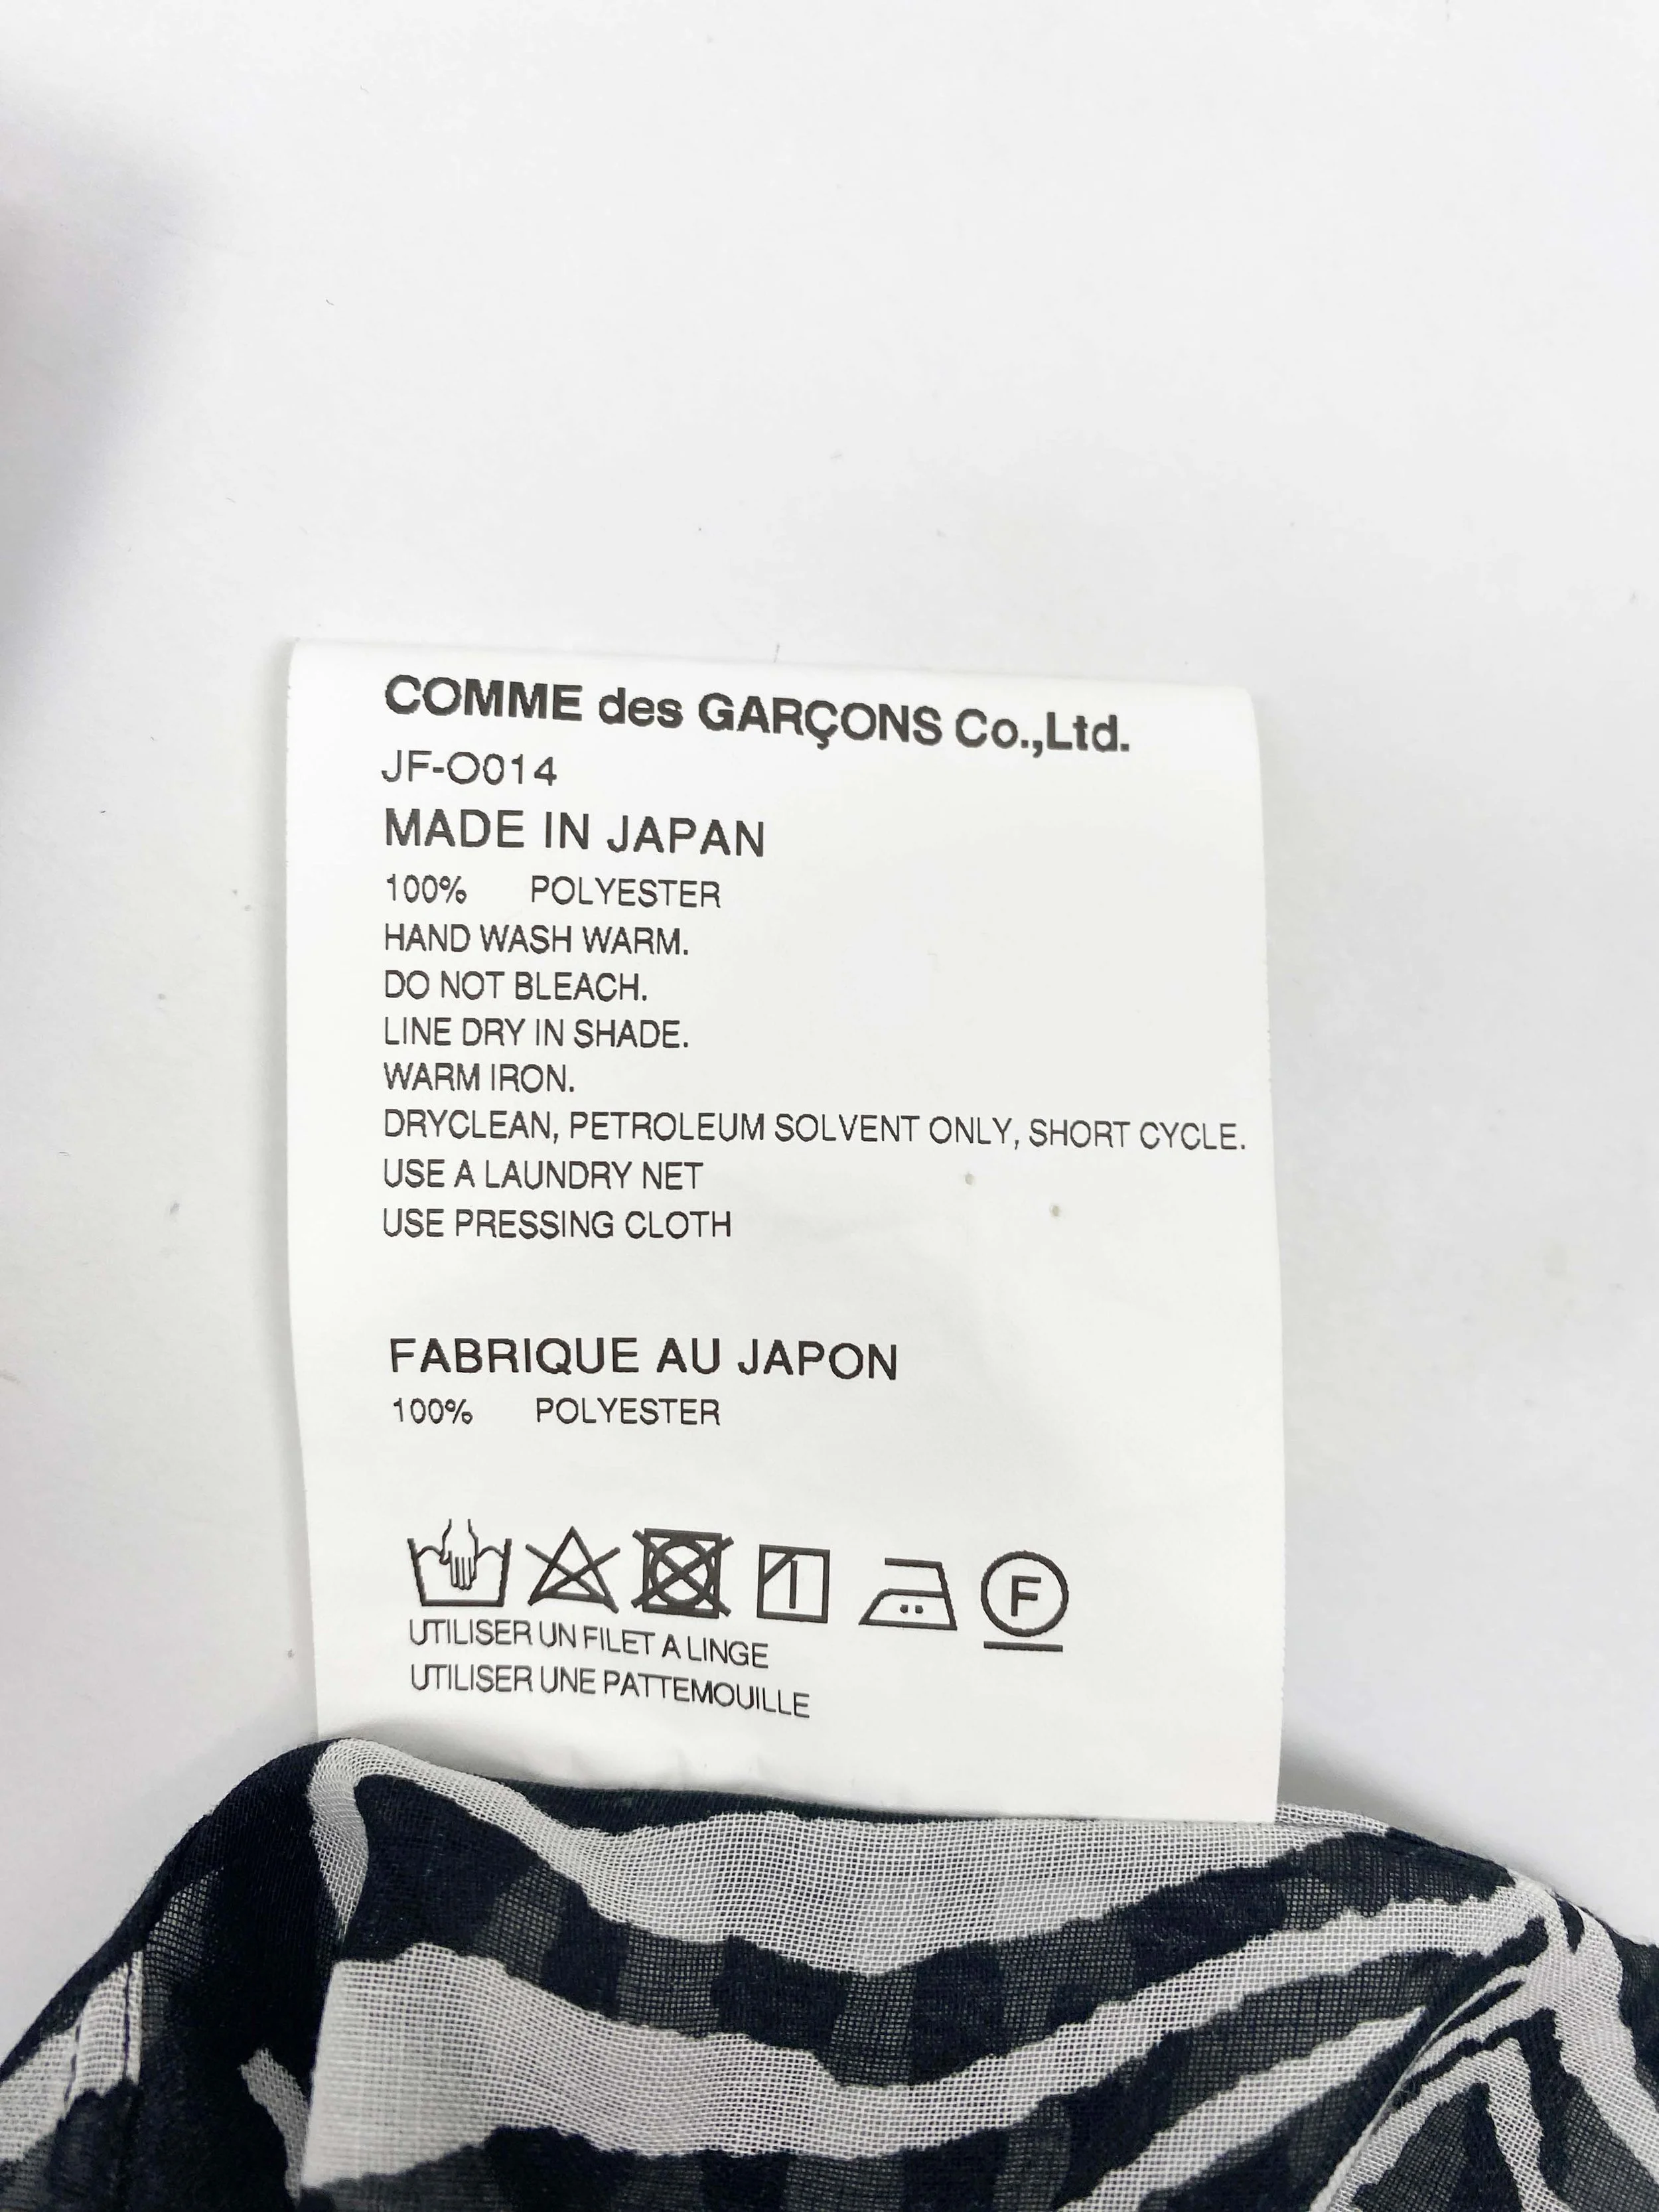 COMME des GARÇONS Co.,Ltd.
JF-O014
MADE IN JAPAN
100% POLYESTER
HAND WASH WARM.
DO NOT BLEACH.
LINE DRY IN SHADE.
WARM IRON.
DRYCLEAN, PETROLEUM SOLVENT ONLY, SHORT CYCLE.
USE A LAUNDRY NET
USE PRESSING CLOTH
FABRIQUE AU JAPON
100% POLYESTER
F
UTILISER UN FILET A LINGE
UTILISER UNE PATTEMOUILLE